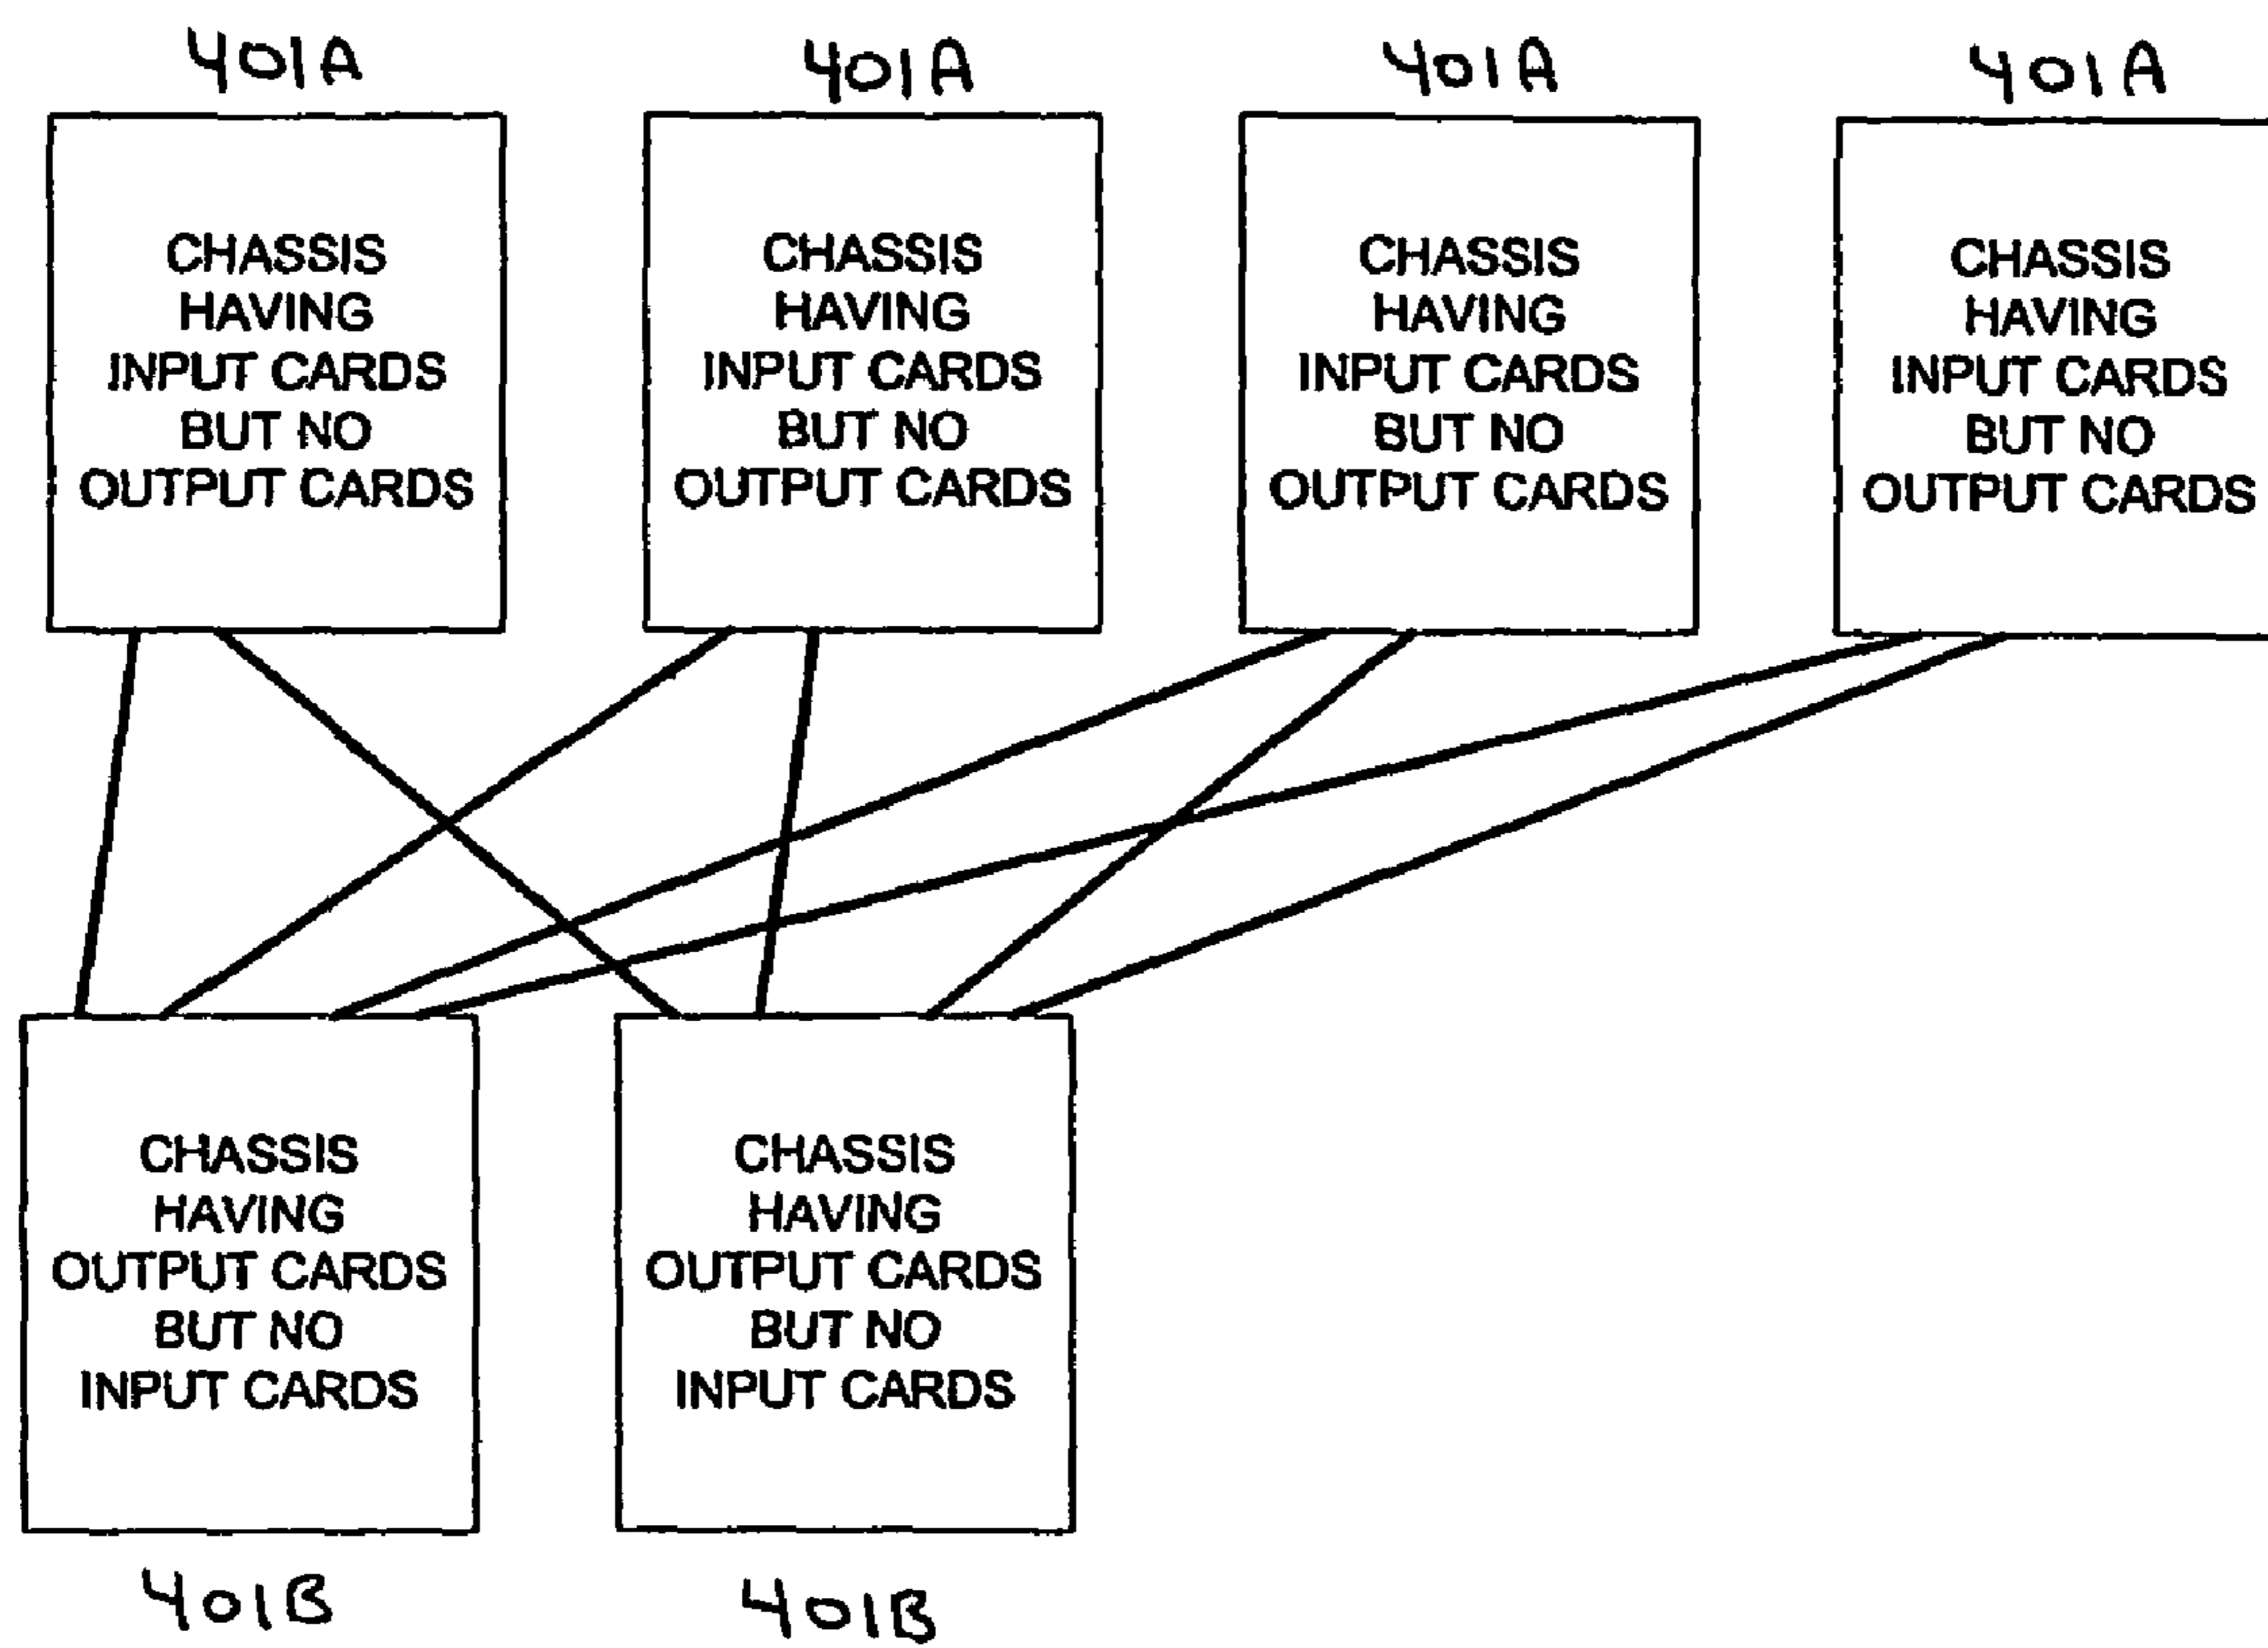 401A
401A
401A
401A
CHASSIS
HAVING
INPUT CARDS
BUT NO
OUTPUT CARDS
CHASSIS
HAVING
INPUT CARDS
BUT NO
OUTPUT CARDS
CHASSIS
HAVING
INPUT CARDS
BUT NO
OUTPUT CARDS
CHASSIS
HAVING
INPUT CARDS
BUT NO
OUTPUT CARDS
CHASSIS
HAVING
OUTPUT CARDS
BUT NO
INPUT CARDS
CHASSIS
HAVING
OUTPUT CARDS
BUT NO
INPUT CARDS
401B
401B